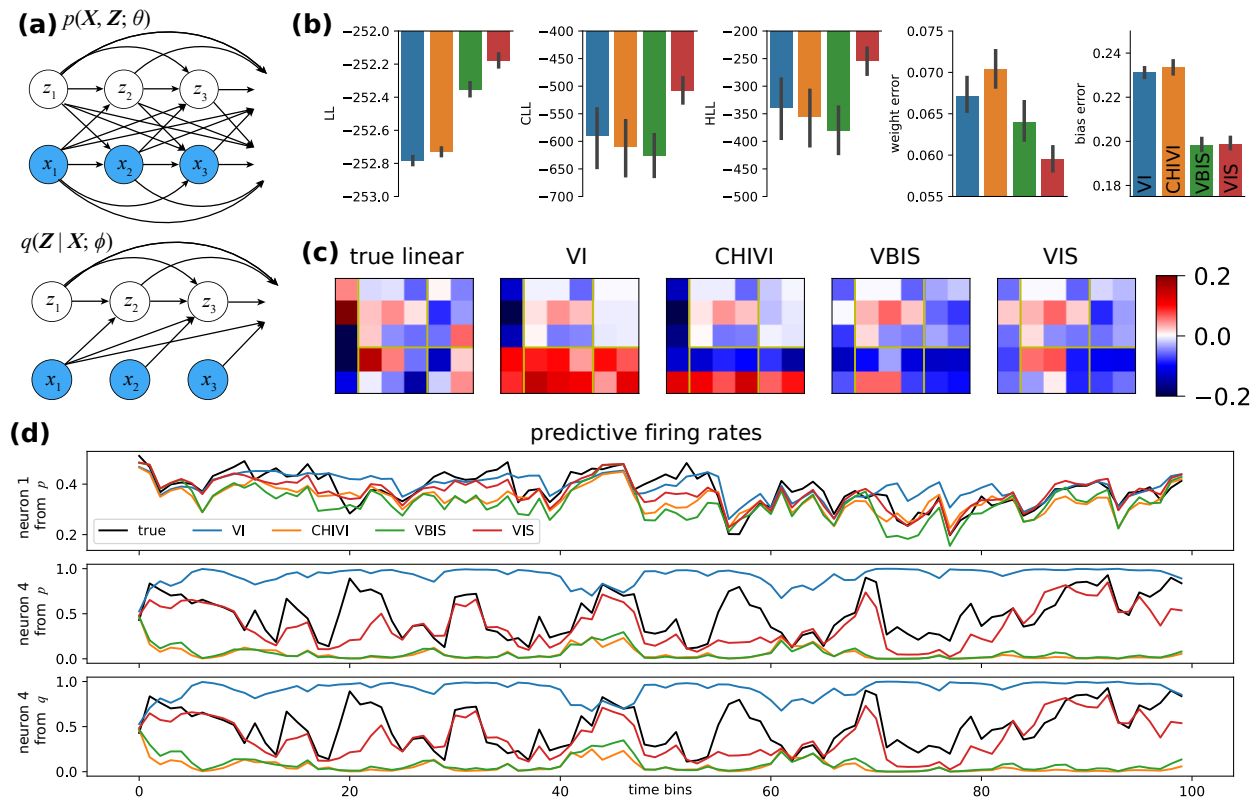 (a) p(X, Z; θ)
z₁ z₂ z₃
x₁ x₂ x₃
q(Z | X; ϕ)
z₁ z₂ z₃
x₁ x₂ x₃
(b)
LL
−252.0
−252.2
−252.4
−252.6
−252.8
−253.0
CLL
−200
−300
−400
−500
−600
−700
HLL
−200
−250
−300
−350
−400
−450
−500
weight error
0.075
0.070
0.065
0.060
0.055
bias error
0.24
0.22
0.20
0.18
VI
CHIVI
VBIS
VIS
(c)
true linear VI CHIVI VBIS VIS
0.2
0.0
−0.2
(d)
predictive firing rates
neuron 1
from p
0.4
0.2
true VI CHIVI VBIS VIS
neuron 4
from p
1.0
0.5
0.0
neuron 4
from q
1.0
0.5
0.0
0 20 40 60 80 100
time bins